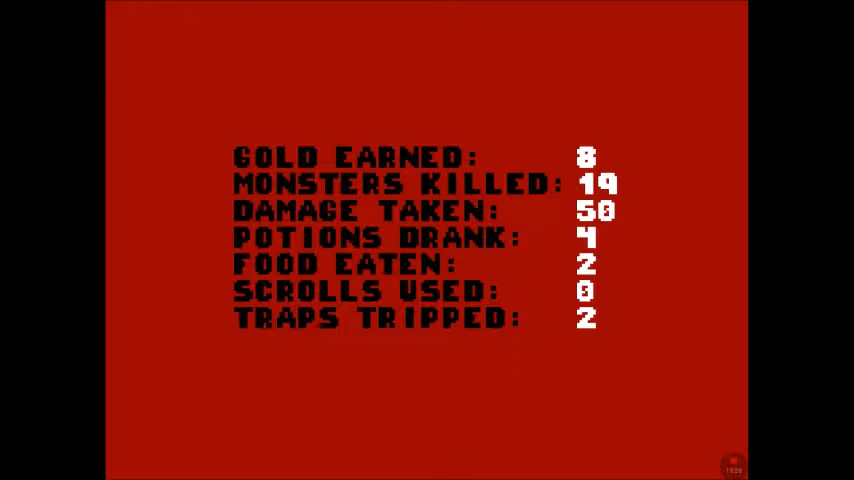 GOLD EARNED: 8
MONSTERS KILLED: 19
DAMAGE TAKEN: 50
POTIONS DRANK: 4
FOOD EATEN: 2
SCROLLS USED: 0
TRAPS TRIPPED: 2